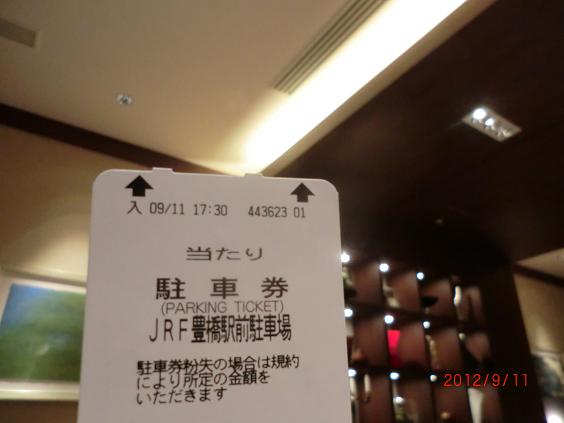 入 09/11 17:30 443623 01
当たり
駐車券
(PARKING TICKET)
JRF豊橋駅前駐車場
駐車券紛失の場合は規約
により所定の金額を
いただきます
2012/9/11